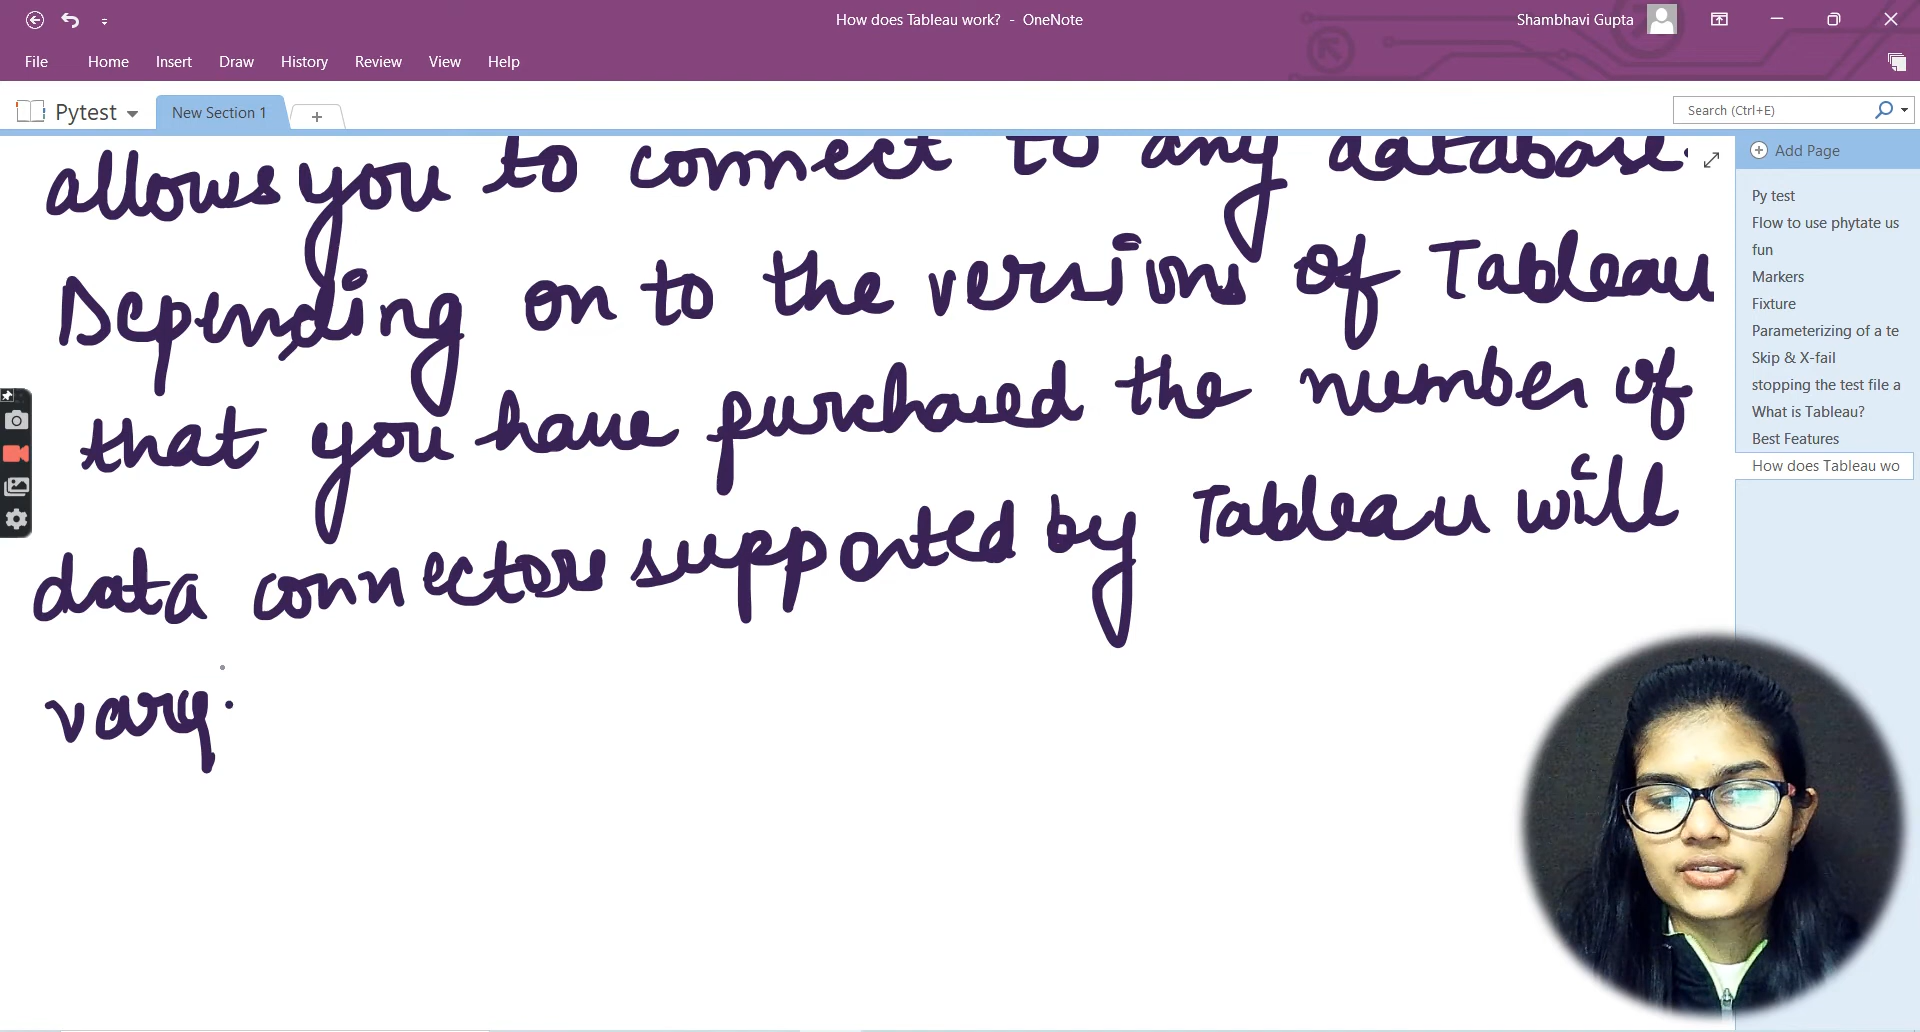 How does Tableau work? - OneNote
Shambhavi Gupta
File Home Insert Draw History Review View Help
Pytest
New Section 1
+
Search (Ctrl+E)
allows you to connect to any database.
Depending on to the versions of Tableau
that you have purchased the number of
data connectors supported by Tableau will
vary.
Add Page
Py test
Flow to use phytate us
fun
Markers
Fixture
Parameterizing of a te
Skip & X-fail
stopping the test file a
What is Tableau?
Best Features
How does Tableau wo